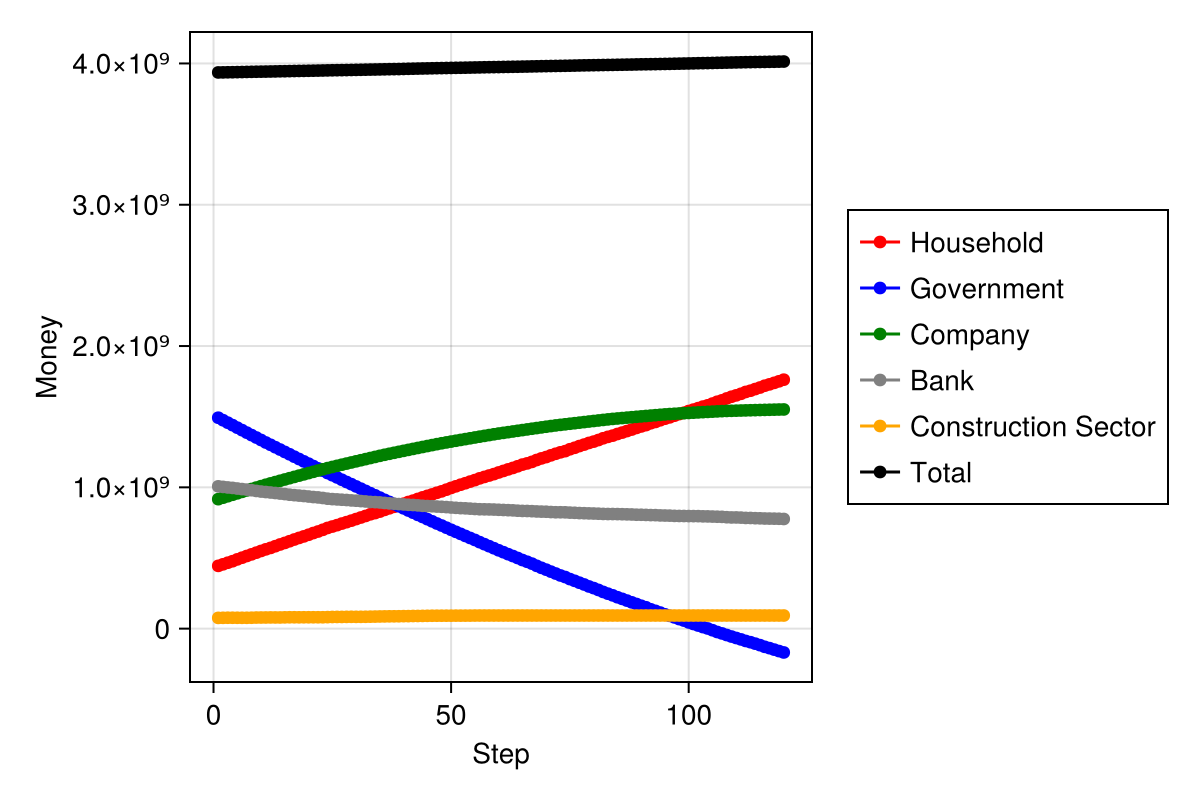 4.0×10⁹
3.0×10⁹
2.0×10⁹
1.0×10⁹
0
Money
0 50 100
Step
Household
Government
Company
Bank
Construction Sector
Total